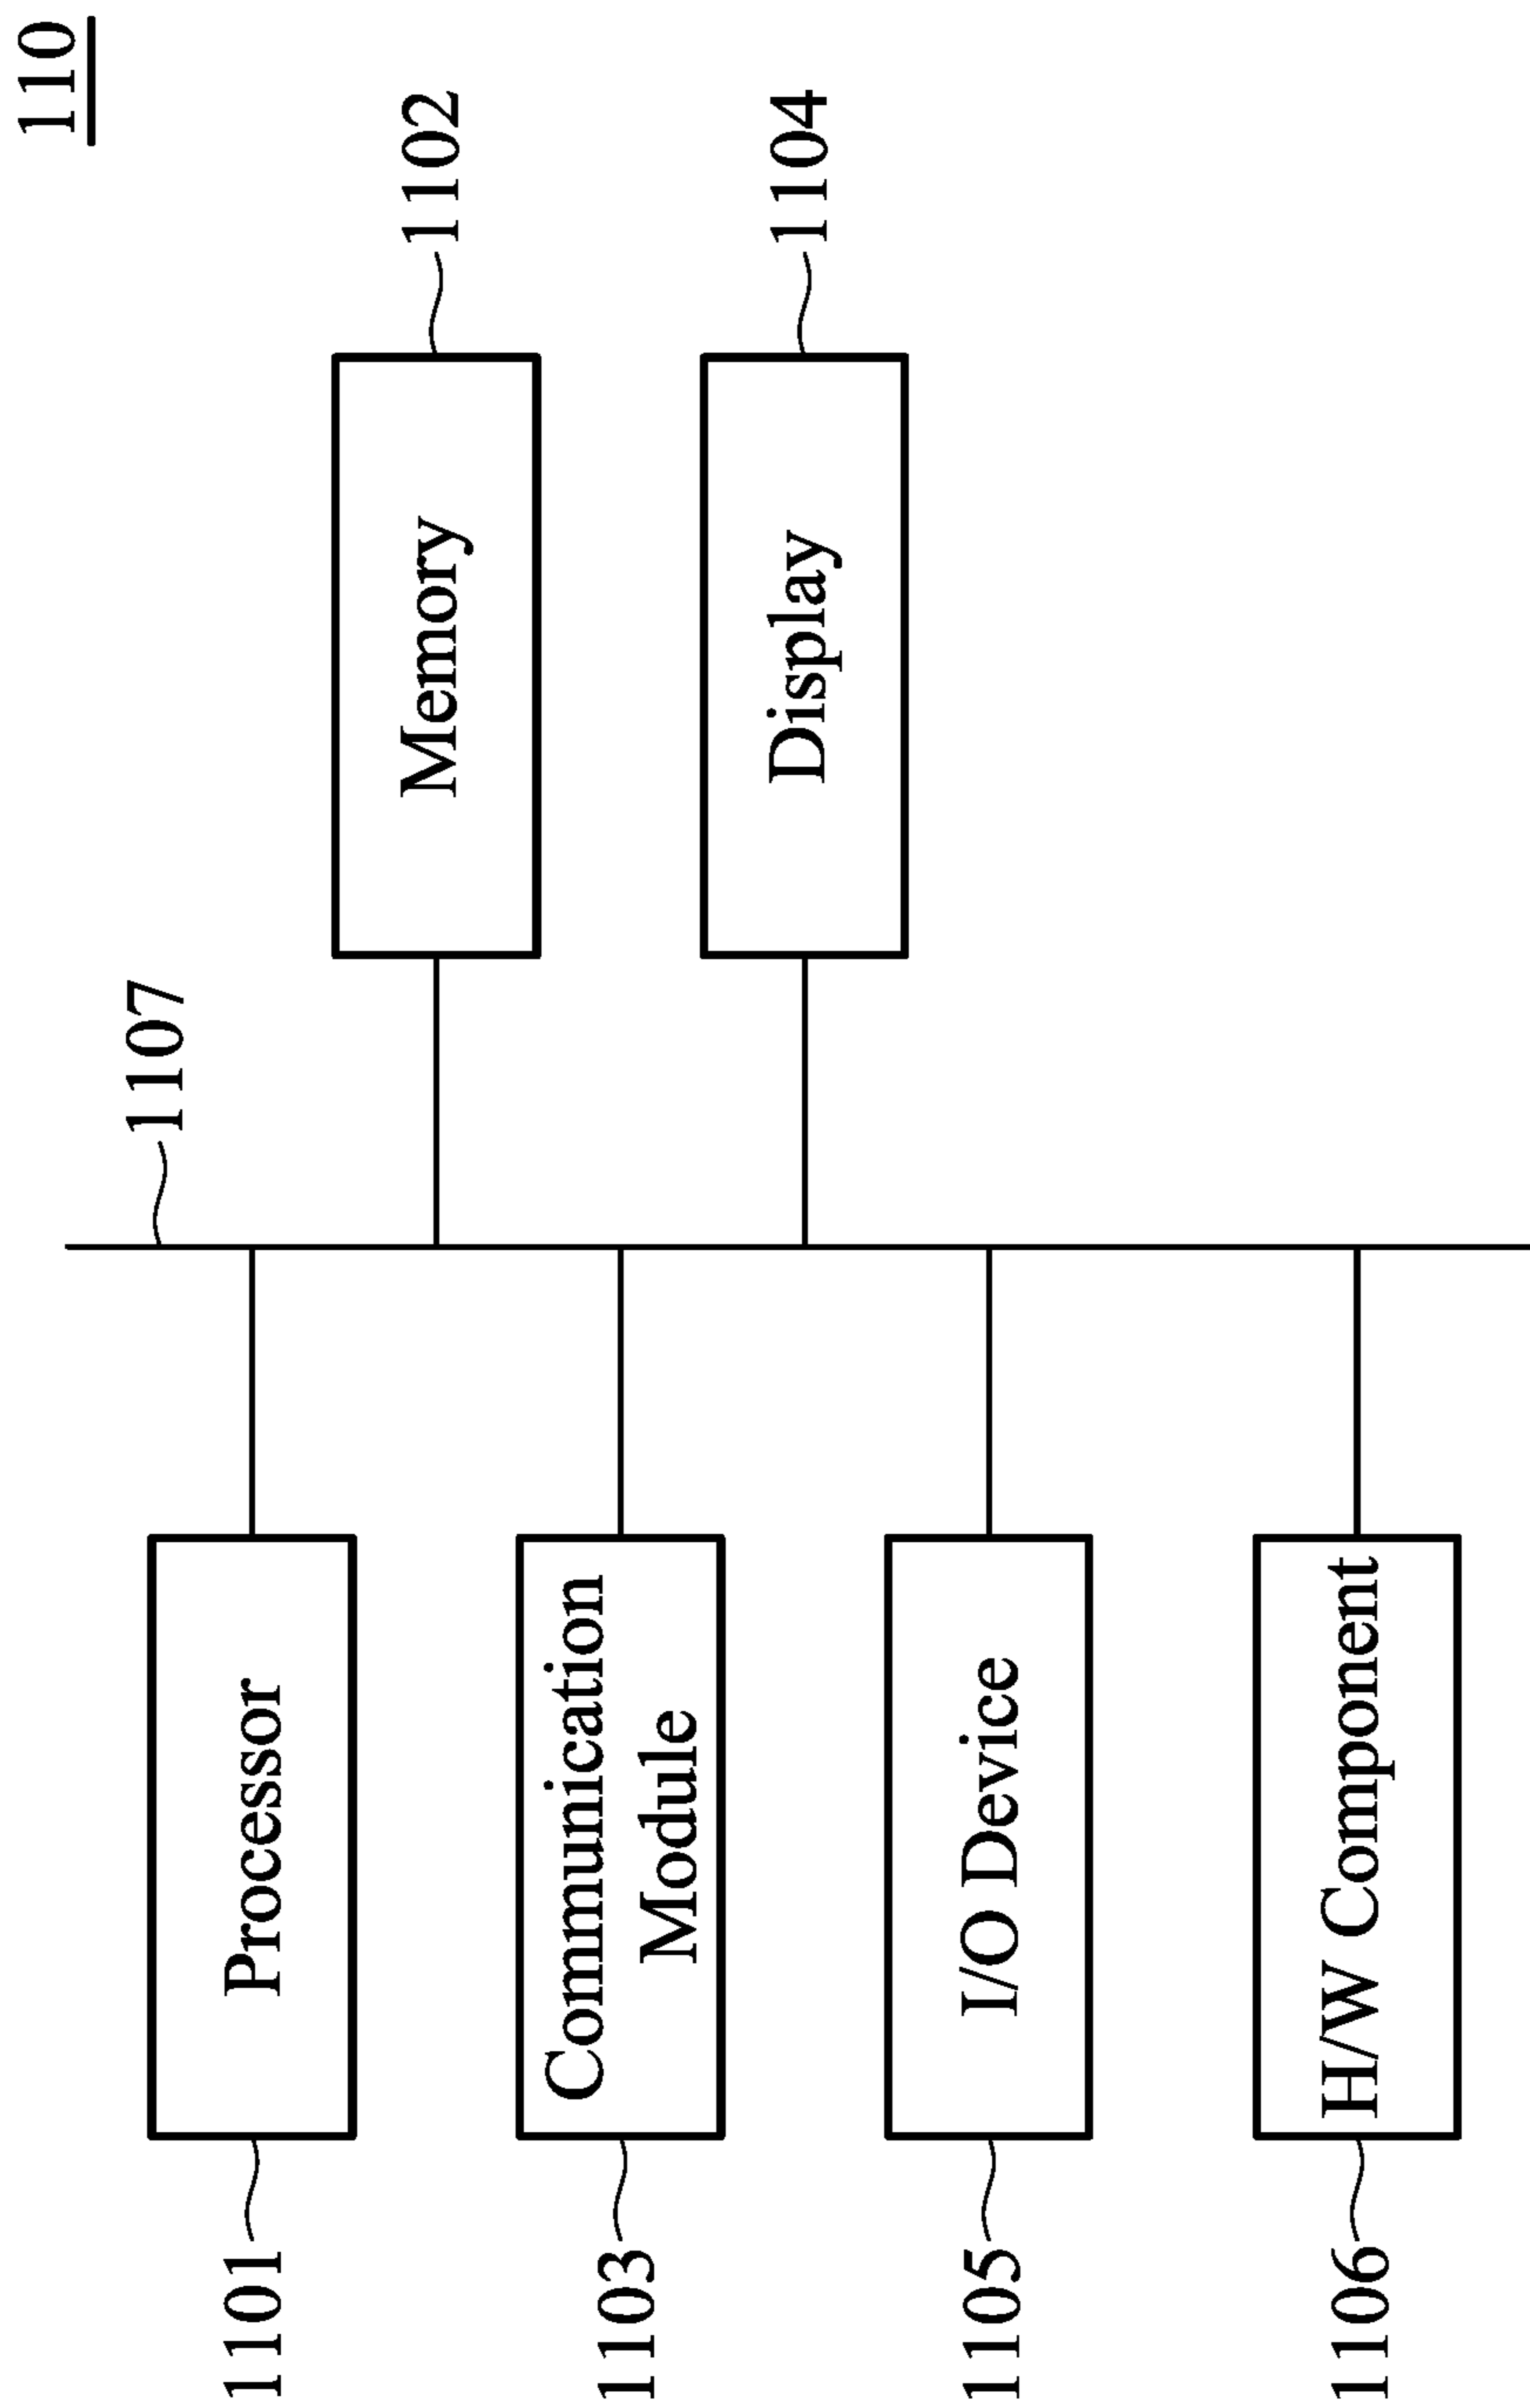 110
1107
1101
Processor
Memory
1102
1103
Communication
Module
Display
1104
1105
I/O Device
1106
H/W Component